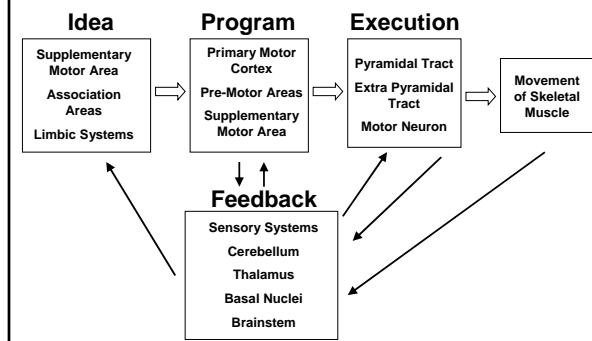 Idea
Supplementary
Motor Area
Association
Areas
Limbic Systems
Program
Primary Motor
Cortex
Pre-Motor Areas
Supplementary
Motor Area
Execution
Pyramidal Tract
Extra Pyramidal
Tract
Motor Neuron
Movement
of Skeletal
Muscle
Feedback
Sensory Systems
Cerebellum
Thalamus
Basal Nuclei
Brainstem